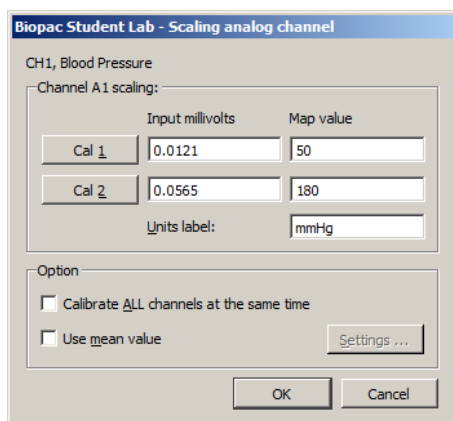 Biopac Student Lab - Scaling analog channel
CH1, Blood Pressure
Channel A1 scaling:
Input millivolts Map value
Cal 1 0.0121 50
Cal 2 0.0565 180
Units label: mmHg
Option
Calibrate ALL channels at the same time
Use mean value Settings ...
OK Cancel